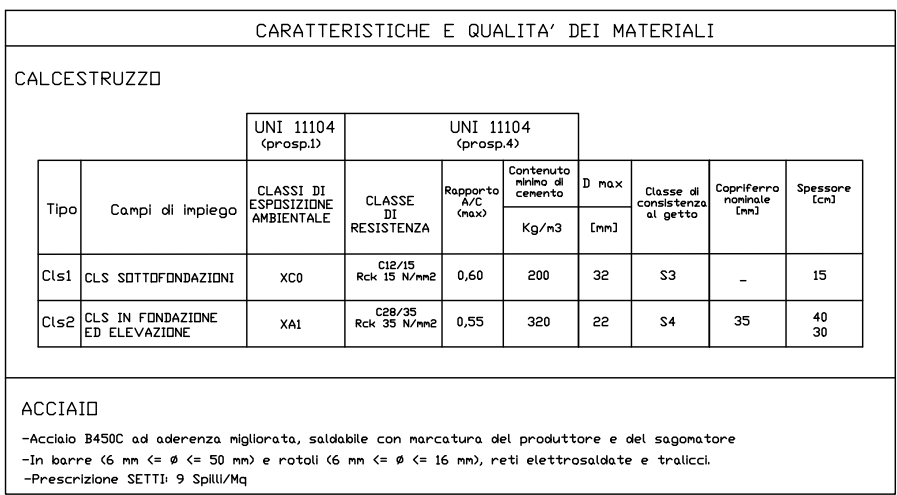 CARATTERISTICHE E QUALITA' DEI MATERIALI
CALCESTRUZZO
UNI 11104
(prosp.1)
UNI 11104
(prosp.4)
Tipo
Campi di impiego
CLASSI DI
ESPOSIZIONE
AMBIENTALE
CLASSE
DI
RESISTENZA
Rapporto
A/C
(max)
Contenuto
minimo di
cemento
Kg/m3
D max
[mm]
Classe di
consistenza
al getto
Copriferro
nominale
[mm]
Spessore
[cm]
Cls1
CLS SOTTOFONDAZIONI
XC0
C12/15
Rck 15 N/mm2
0,60
200
32
S3
_
15
Cls2
CLS IN FONDAZIONE
ED ELEVAZIONE
XA1
C28/35
Rck 35 N/mm2
0,55
320
22
S4
35
40
30
ACCIAIO
-Acciaio B450C ad aderenza migliorata, saldabile con marcatura del produttore e del sagomatore
-In barre (6 mm <= Ø <= 50 mm) e rotoli (6 mm <= Ø <= 16 mm), reti elettrosaldate e tralicci.
-Prescrizione SETTI: 9 Spilli/Mq